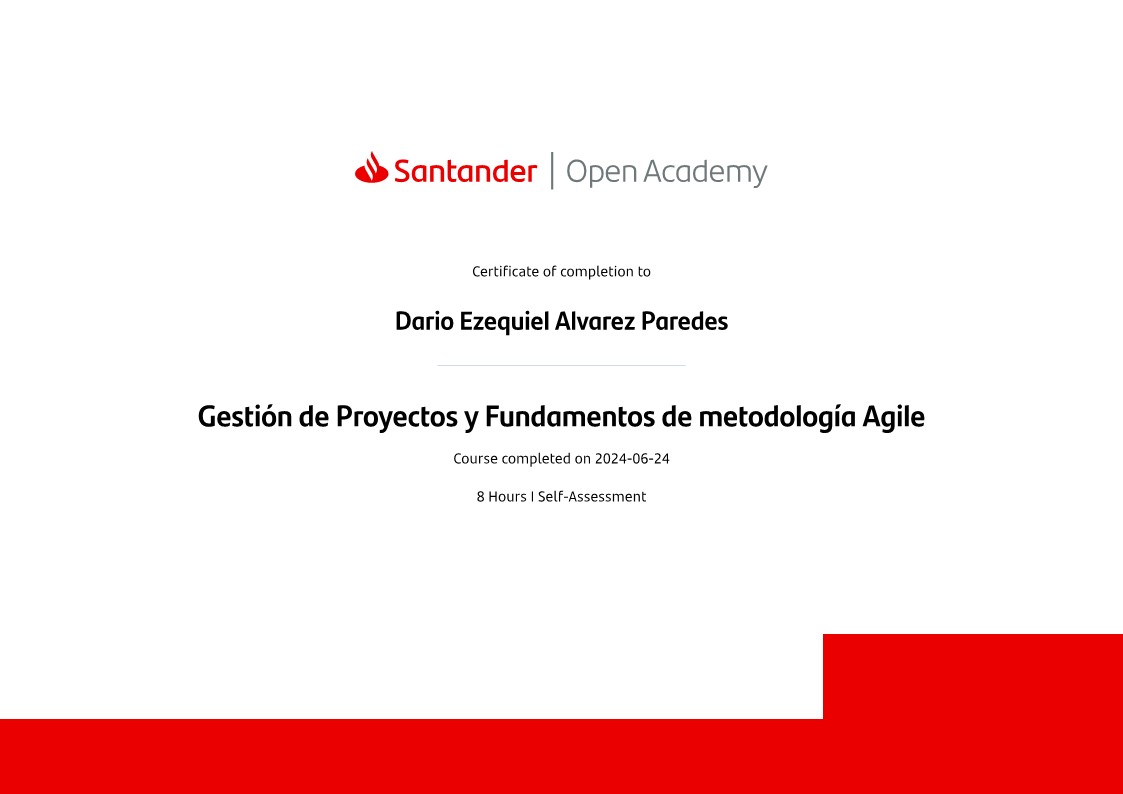 Santander | Open Academy
Certificate of completion to
Dario Ezequiel Alvarez Paredes
Gestión de Proyectos y Fundamentos de metodología Agile
Course completed on 2024-06-24
8 Hours I Self-Assessment